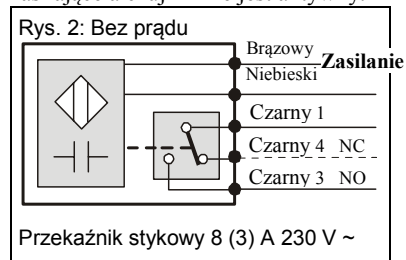 Rys. 2: Bez prądu
Brązowy
Zasilanie
Niebieski
Czarny 1
Czarny 4 NC
Czarny 3 NO
Przekaźnik stykowy 8 (3) A 230 V ~